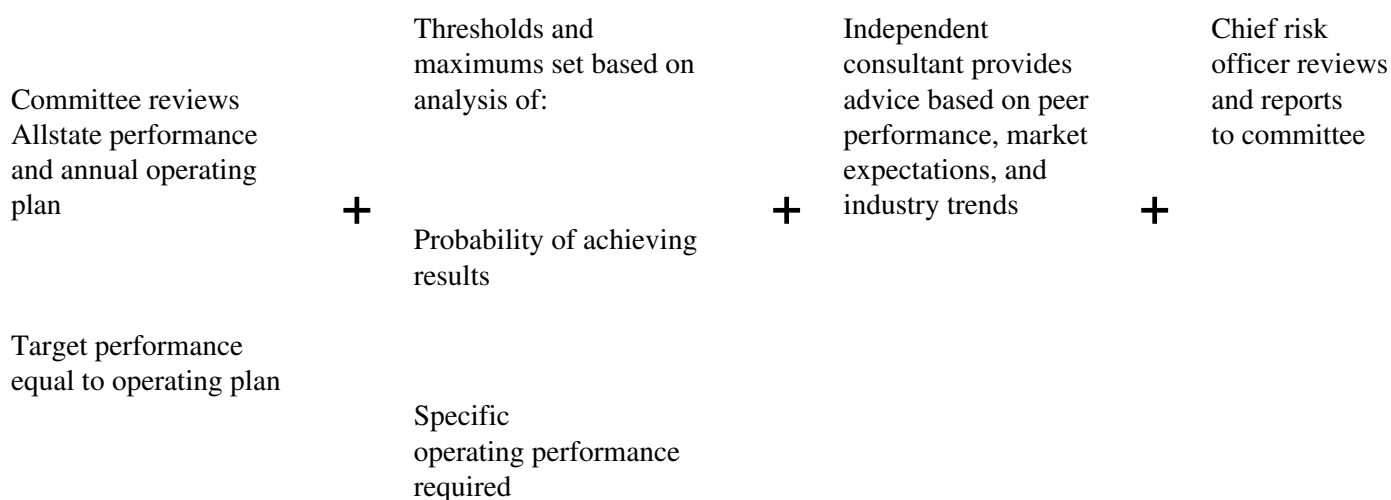 Committee reviews
Allstate performance
and annual operating
plan
Target performance
equal to operating plan
+
Thresholds and
maximums set based on
analysis of:
Probability of achieving
results
Specific
operating performance
required
+
Independent
consultant provides
advice based on peer
performance, market
expectations, and
industry trends
+
Chief risk
officer reviews
and reports
to committee